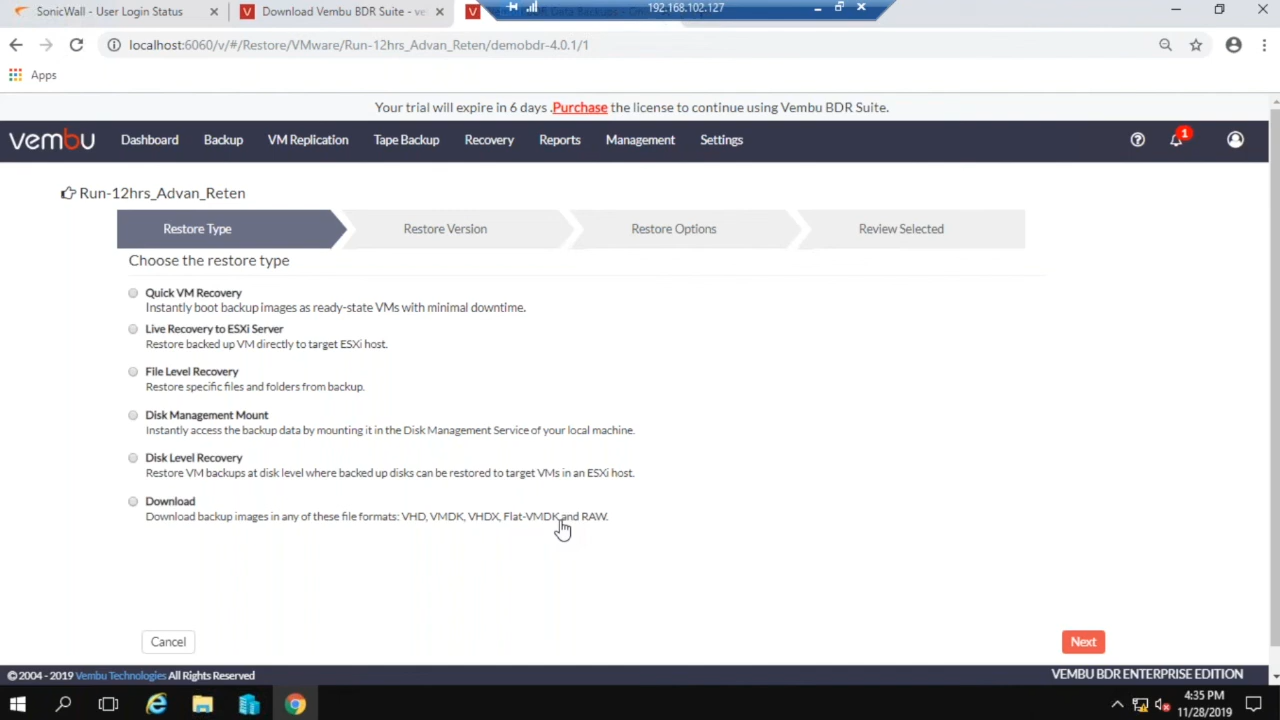 SonicWall - User Login Status
Download Vembu BDR Suite - ve
192.168.102.127
localhost:6060/v/#/Restore/VMware/Run-12hrs_Advan_Reten/demobdr-4.0.1/1
Apps
Your trial will expire in 6 days .Purchase the license to continue using Vembu BDR Suite.
vembu Dashboard Backup VM Replication Tape Backup Recovery Reports Management Settings 1
Run-12hrs_Advan_Reten
Restore Type Restore Version Restore Options Review Selected
Choose the restore type
Quick VM Recovery
Instantly boot backup images as ready-state VMs with minimal downtime.
Live Recovery to ESXi Server
Restore backed up VM directly to target ESXi host.
File Level Recovery
Restore specific files and folders from backup.
Disk Management Mount
Instantly access the backup data by mounting it in the Disk Management Service of your local machine.
Disk Level Recovery
Restore VM backups at disk level where backed up disks can be restored to target VMs in an ESXi host.
Download
Download backup images in any of these file formats: VHD, VMDK, VHDX, Flat-VMDK and RAW.
Cancel Next
© 2004 - 2019 Vembu Technologies All Rights Reserved VEMBU BDR ENTERPRISE EDITION
4:35 PM
11/28/2019